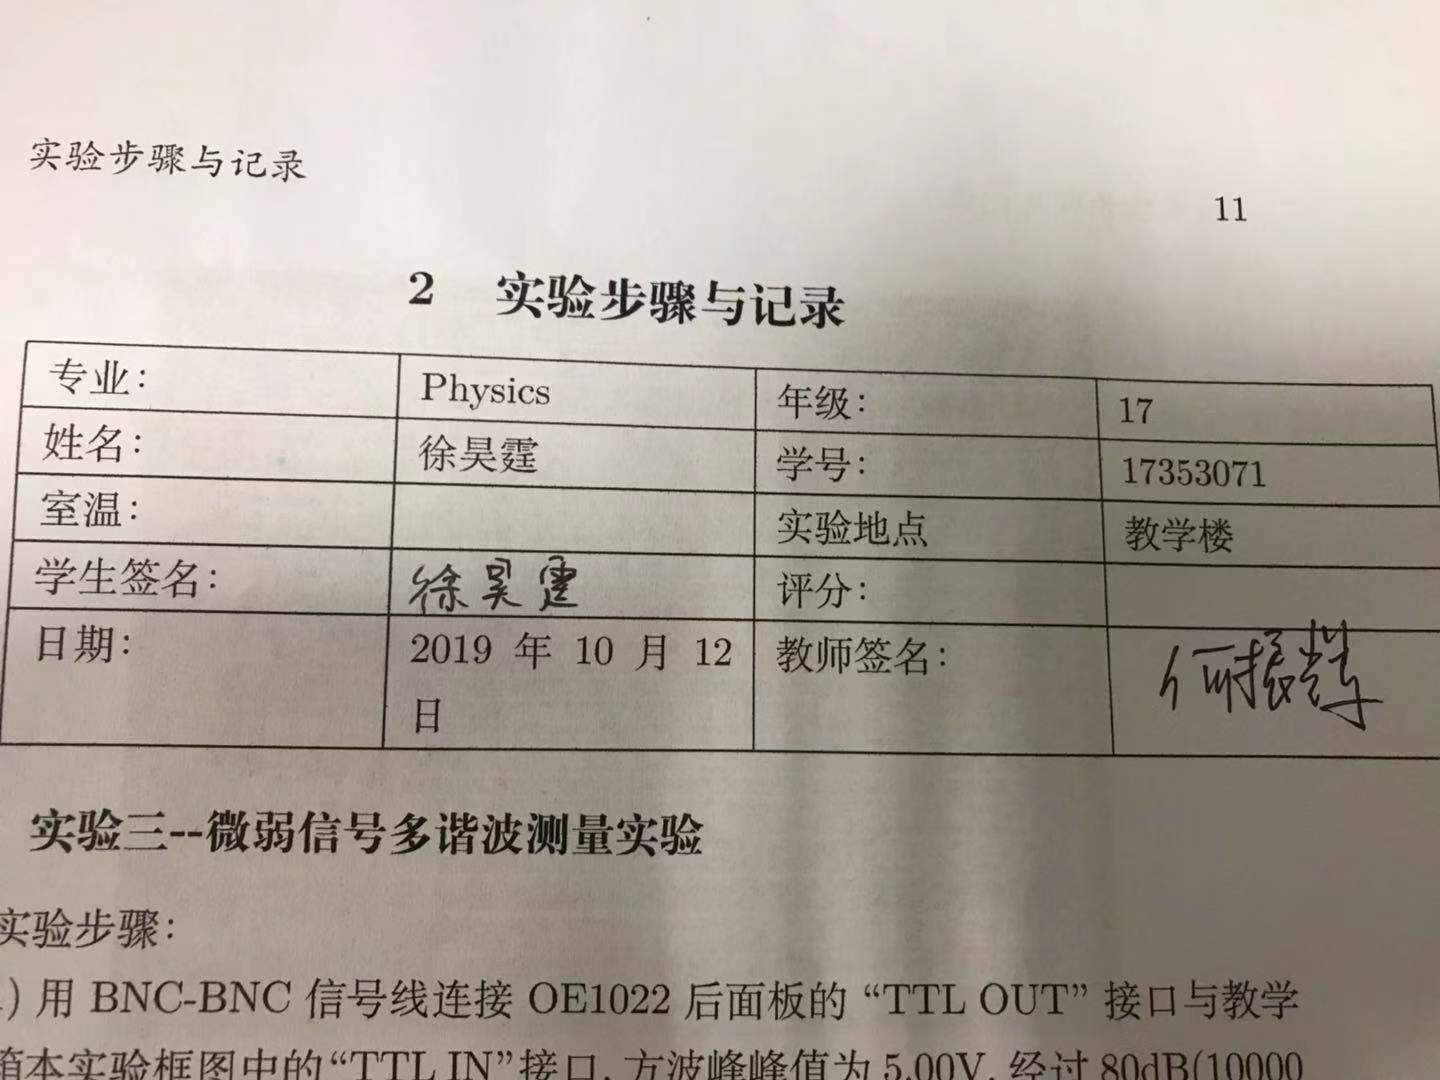 实验步骤与记录
11
2 实验步骤与记录
专业: Physics 年级: 17
姓名: 徐昊霆 学号: 17353071
室温: 实验地点 教学楼
学生签名: 徐昊霆 评分:
日期: 2019 年 10 月 12 日 教师签名: 何振辉
实验三--微弱信号多谐波测量实验
实验步骤:
) 用 BNC-BNC 信号线连接 OE1022 后面板的 “TTL OUT” 接口与教学
箱本实验框图中的“TTL IN”接口, 方波峰峰值为 5.00V, 经过 80dB(10000